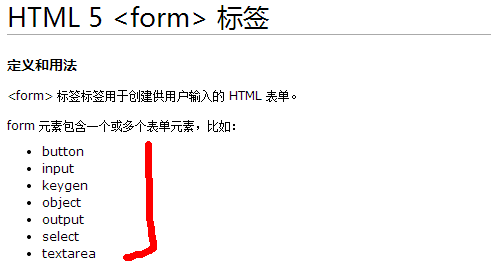 HTML 5 <form> 标签
定义和用法
<form> 标签标签用于创建供用户输入的 HTML 表单。
form 元素包含一个或多个表单元素，比如：
• button
• input
• keygen
• object
• output
• select
• textarea